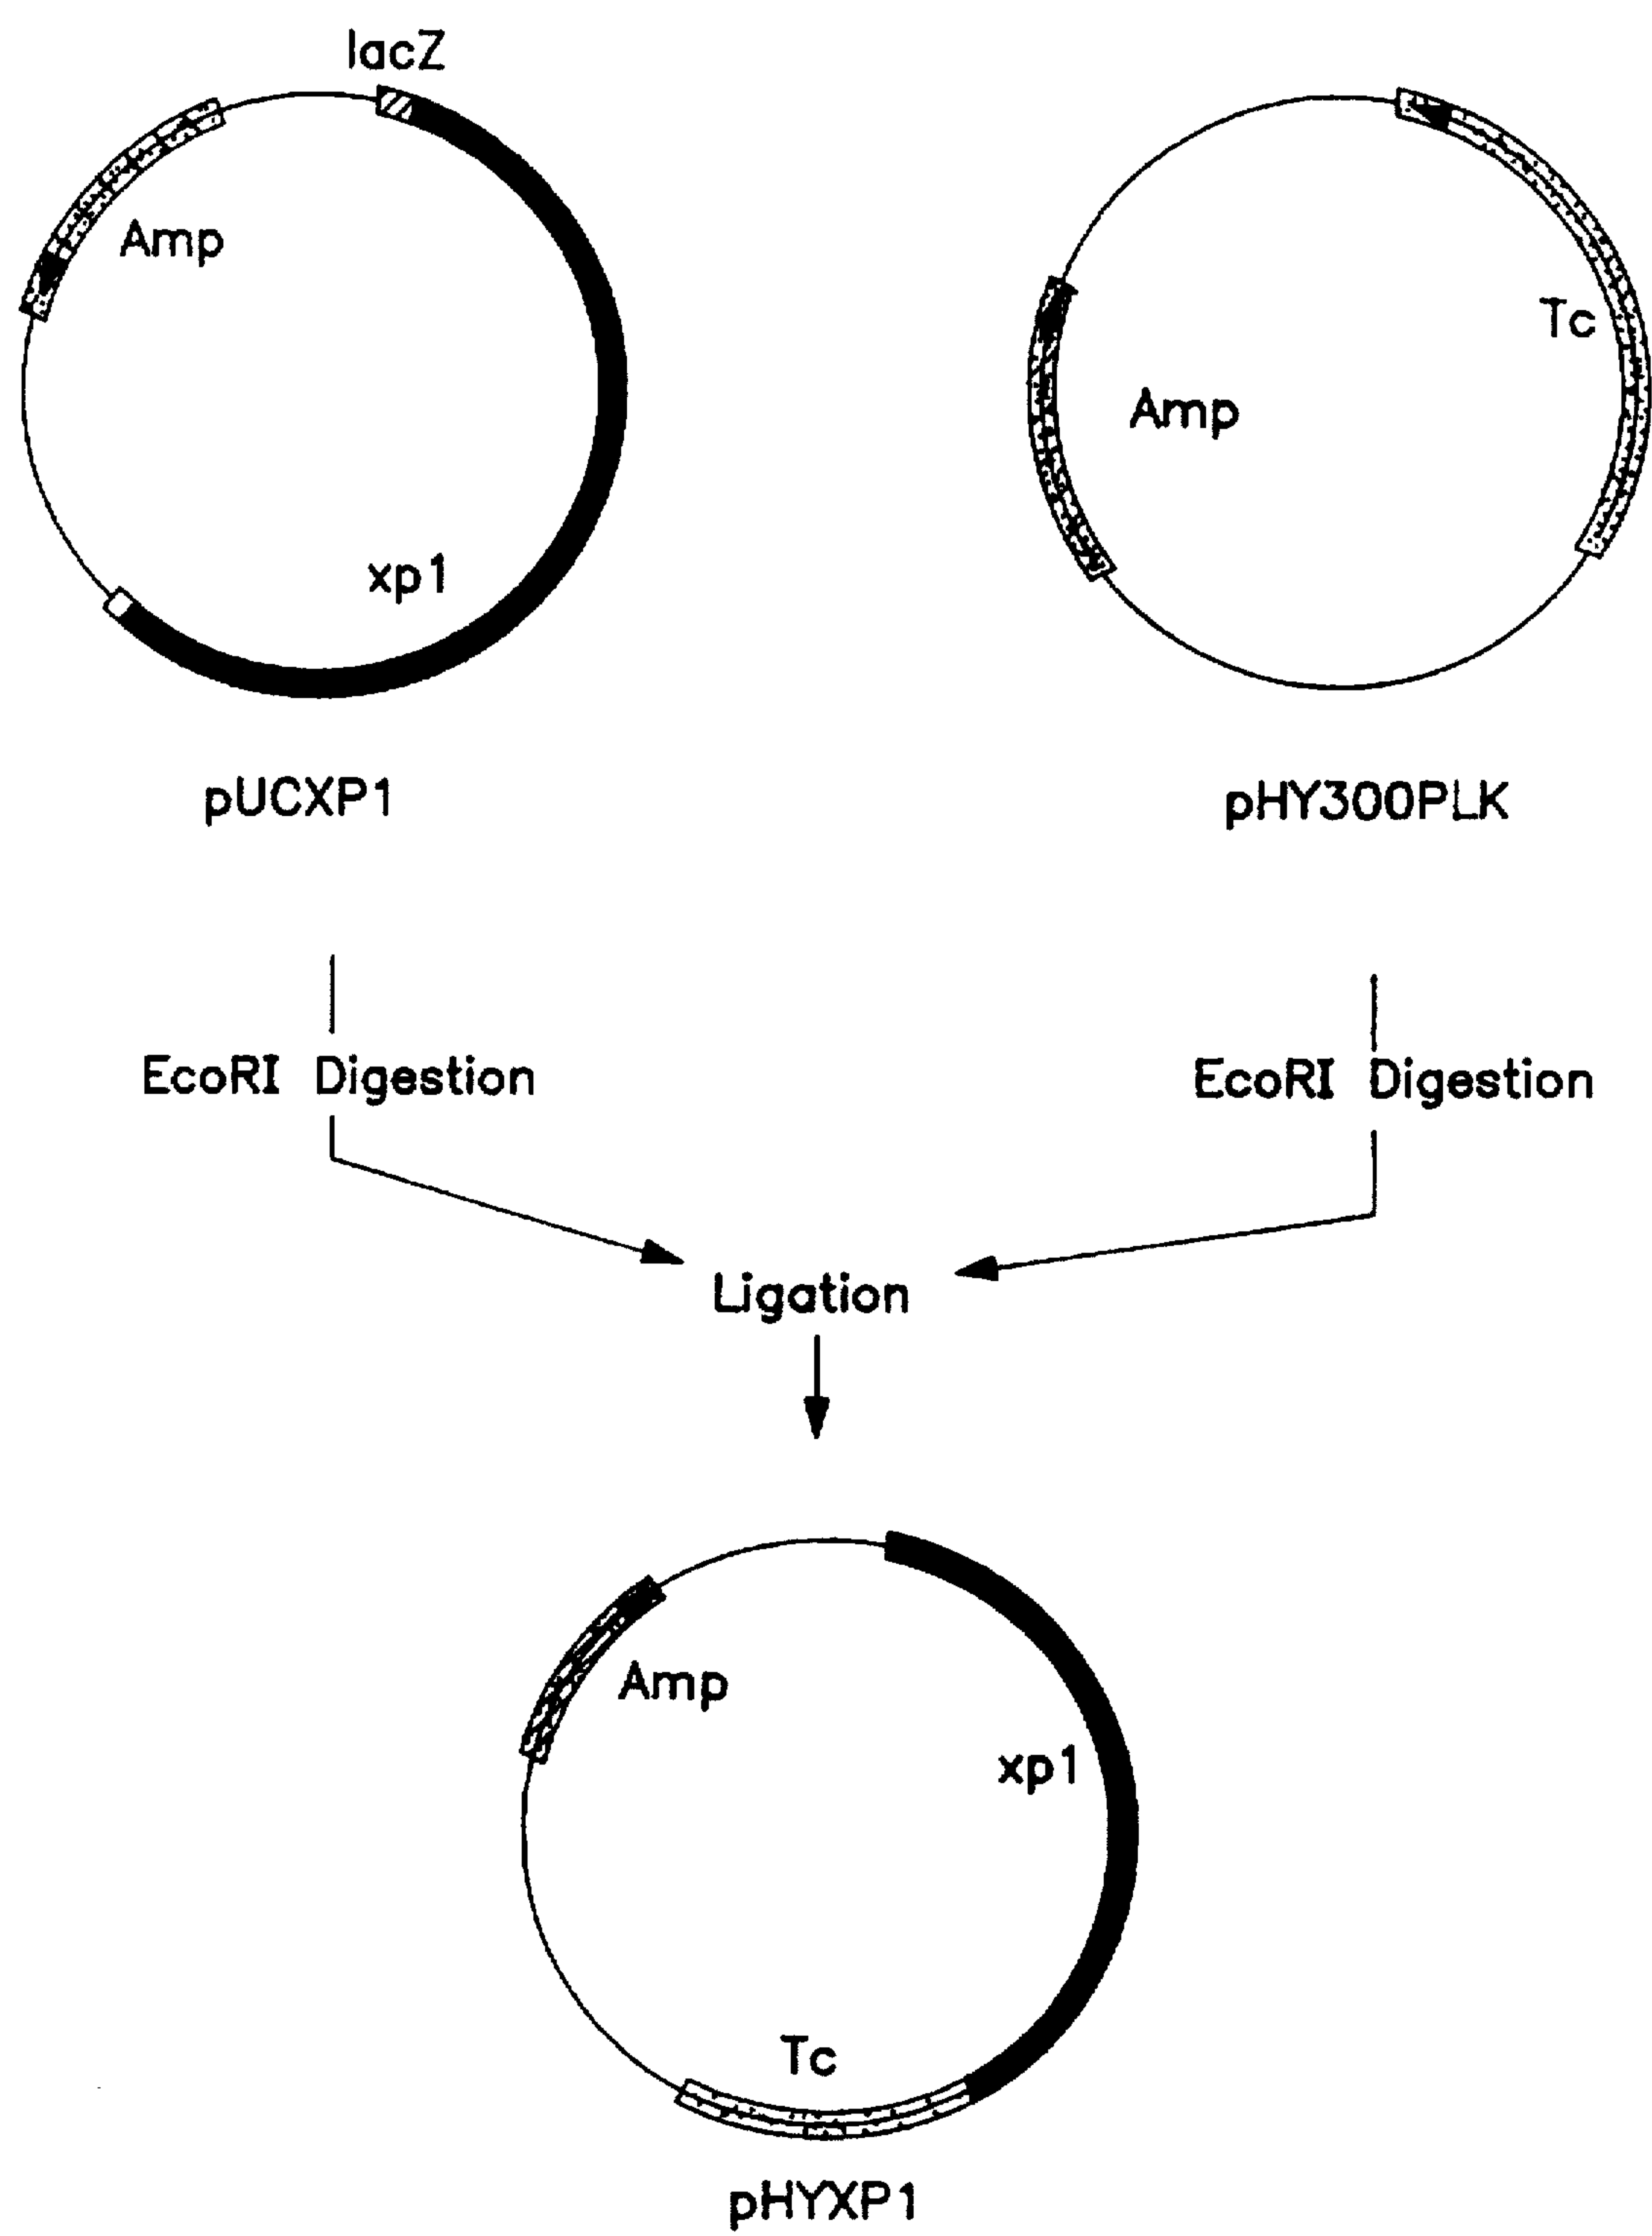 lacZ
Amp
xp1
pUCXP1
Tc
Amp
pHY300PLK
EcoRI Digestion
EcoRI Digestion
Ligation
Amp
xp1
Tc
pHYXP1